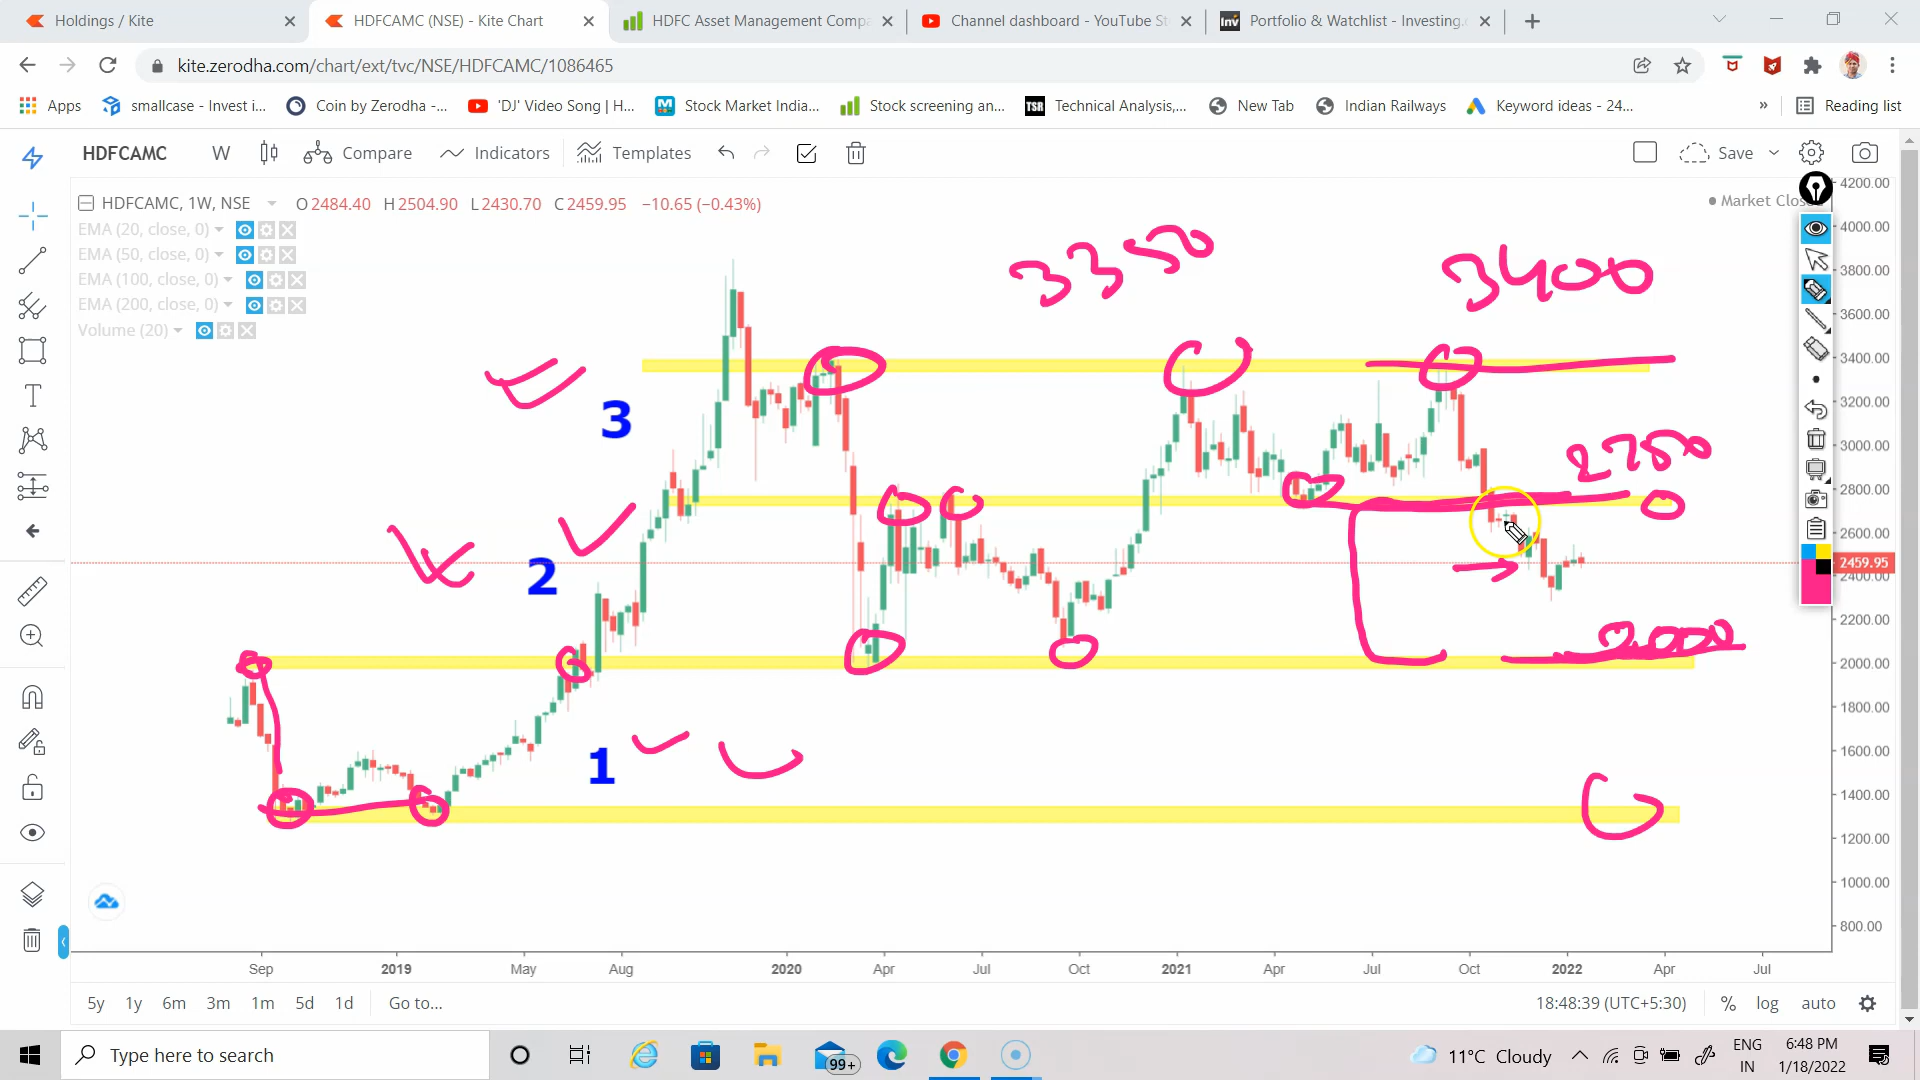 Holdings / Kite
HDFCAMC (NSE) - Kite Chart
HDFC Asset Management Compa
Channel dashboard - YouTube St
Portfolio & Watchlist - Investing.
kite.zerodha.com/chart/ext/tvc/NSE/HDFCAMC/1086465
Apps
smallcase - Invest i...
Coin by Zerodha -...
'DJ' Video Song | H...
Stock Market India...
Stock screening an...
TSR
Technical Analysis,...
New Tab
Indian Railways
Keyword ideas - 24...
»
Reading list
HDFCAMC
W
Compare
Indicators
Templates
Save
HDFCAMC, 1W, NSE
O2484.40 H2504.90 L2430.70 C2459.95 −10.65 (−0.43%)
Market Close
EMA (20, close, 0)
EMA (50, close, 0)
EMA (100, close, 0)
EMA (200, close, 0)
Volume (20)
3350
3400
3
2
1
2000
4200.00
4000.00
3800.00
3600.00
3400.00
3200.00
3000.00
2800.00
2600.00
2459.95
2400.00
2200.00
2000.00
1800.00
1600.00
1400.00
1200.00
1000.00
800.00
Sep 2019 May Aug 2020 Apr Jul Oct 2021 Apr Jul Oct 2022 Apr Jul
5y 1y 6m 3m 1m 5d 1d Go to...
18:48:39 (UTC+5:30) % log auto
Type here to search
99+
11°C Cloudy
ENG
IN
6:48 PM
1/18/2022